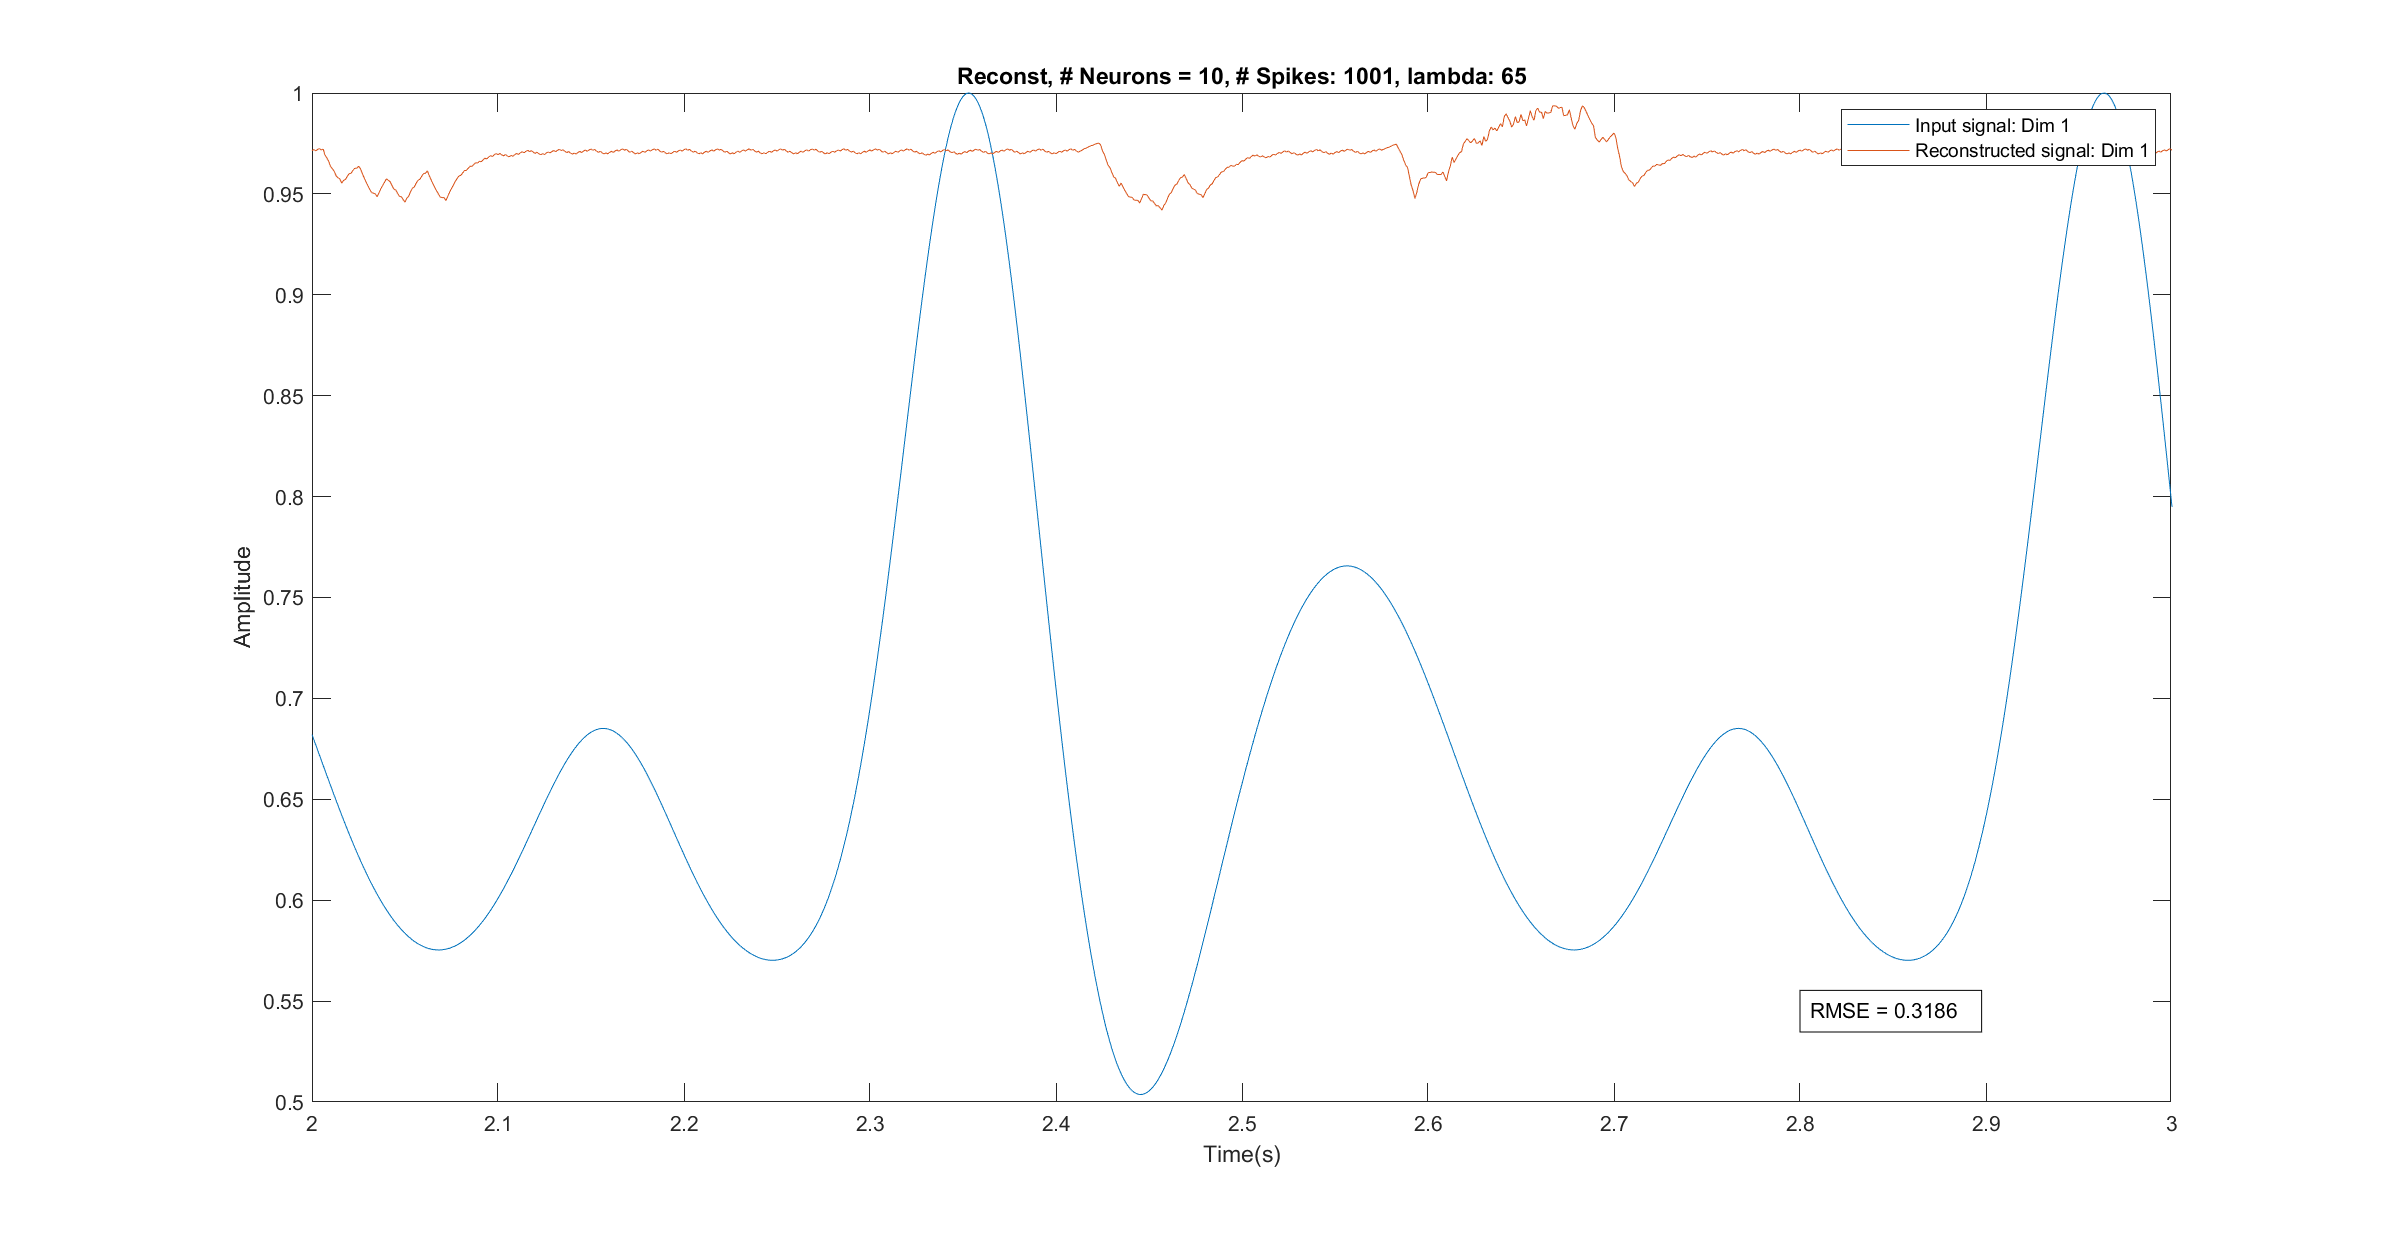 Reconst, # Neurons = 10, # Spikes: 1001, lambda: 65
Input signal: Dim 1
Reconstructed signal: Dim 1
1
0.95
0.9
0.85
0.8
0.75
0.7
0.65
0.6
0.55
0.5
Amplitude
RMSE = 0.3186
2 2.1 2.2 2.3 2.4 2.5 2.6 2.7 2.8 2.9 3
Time(s)